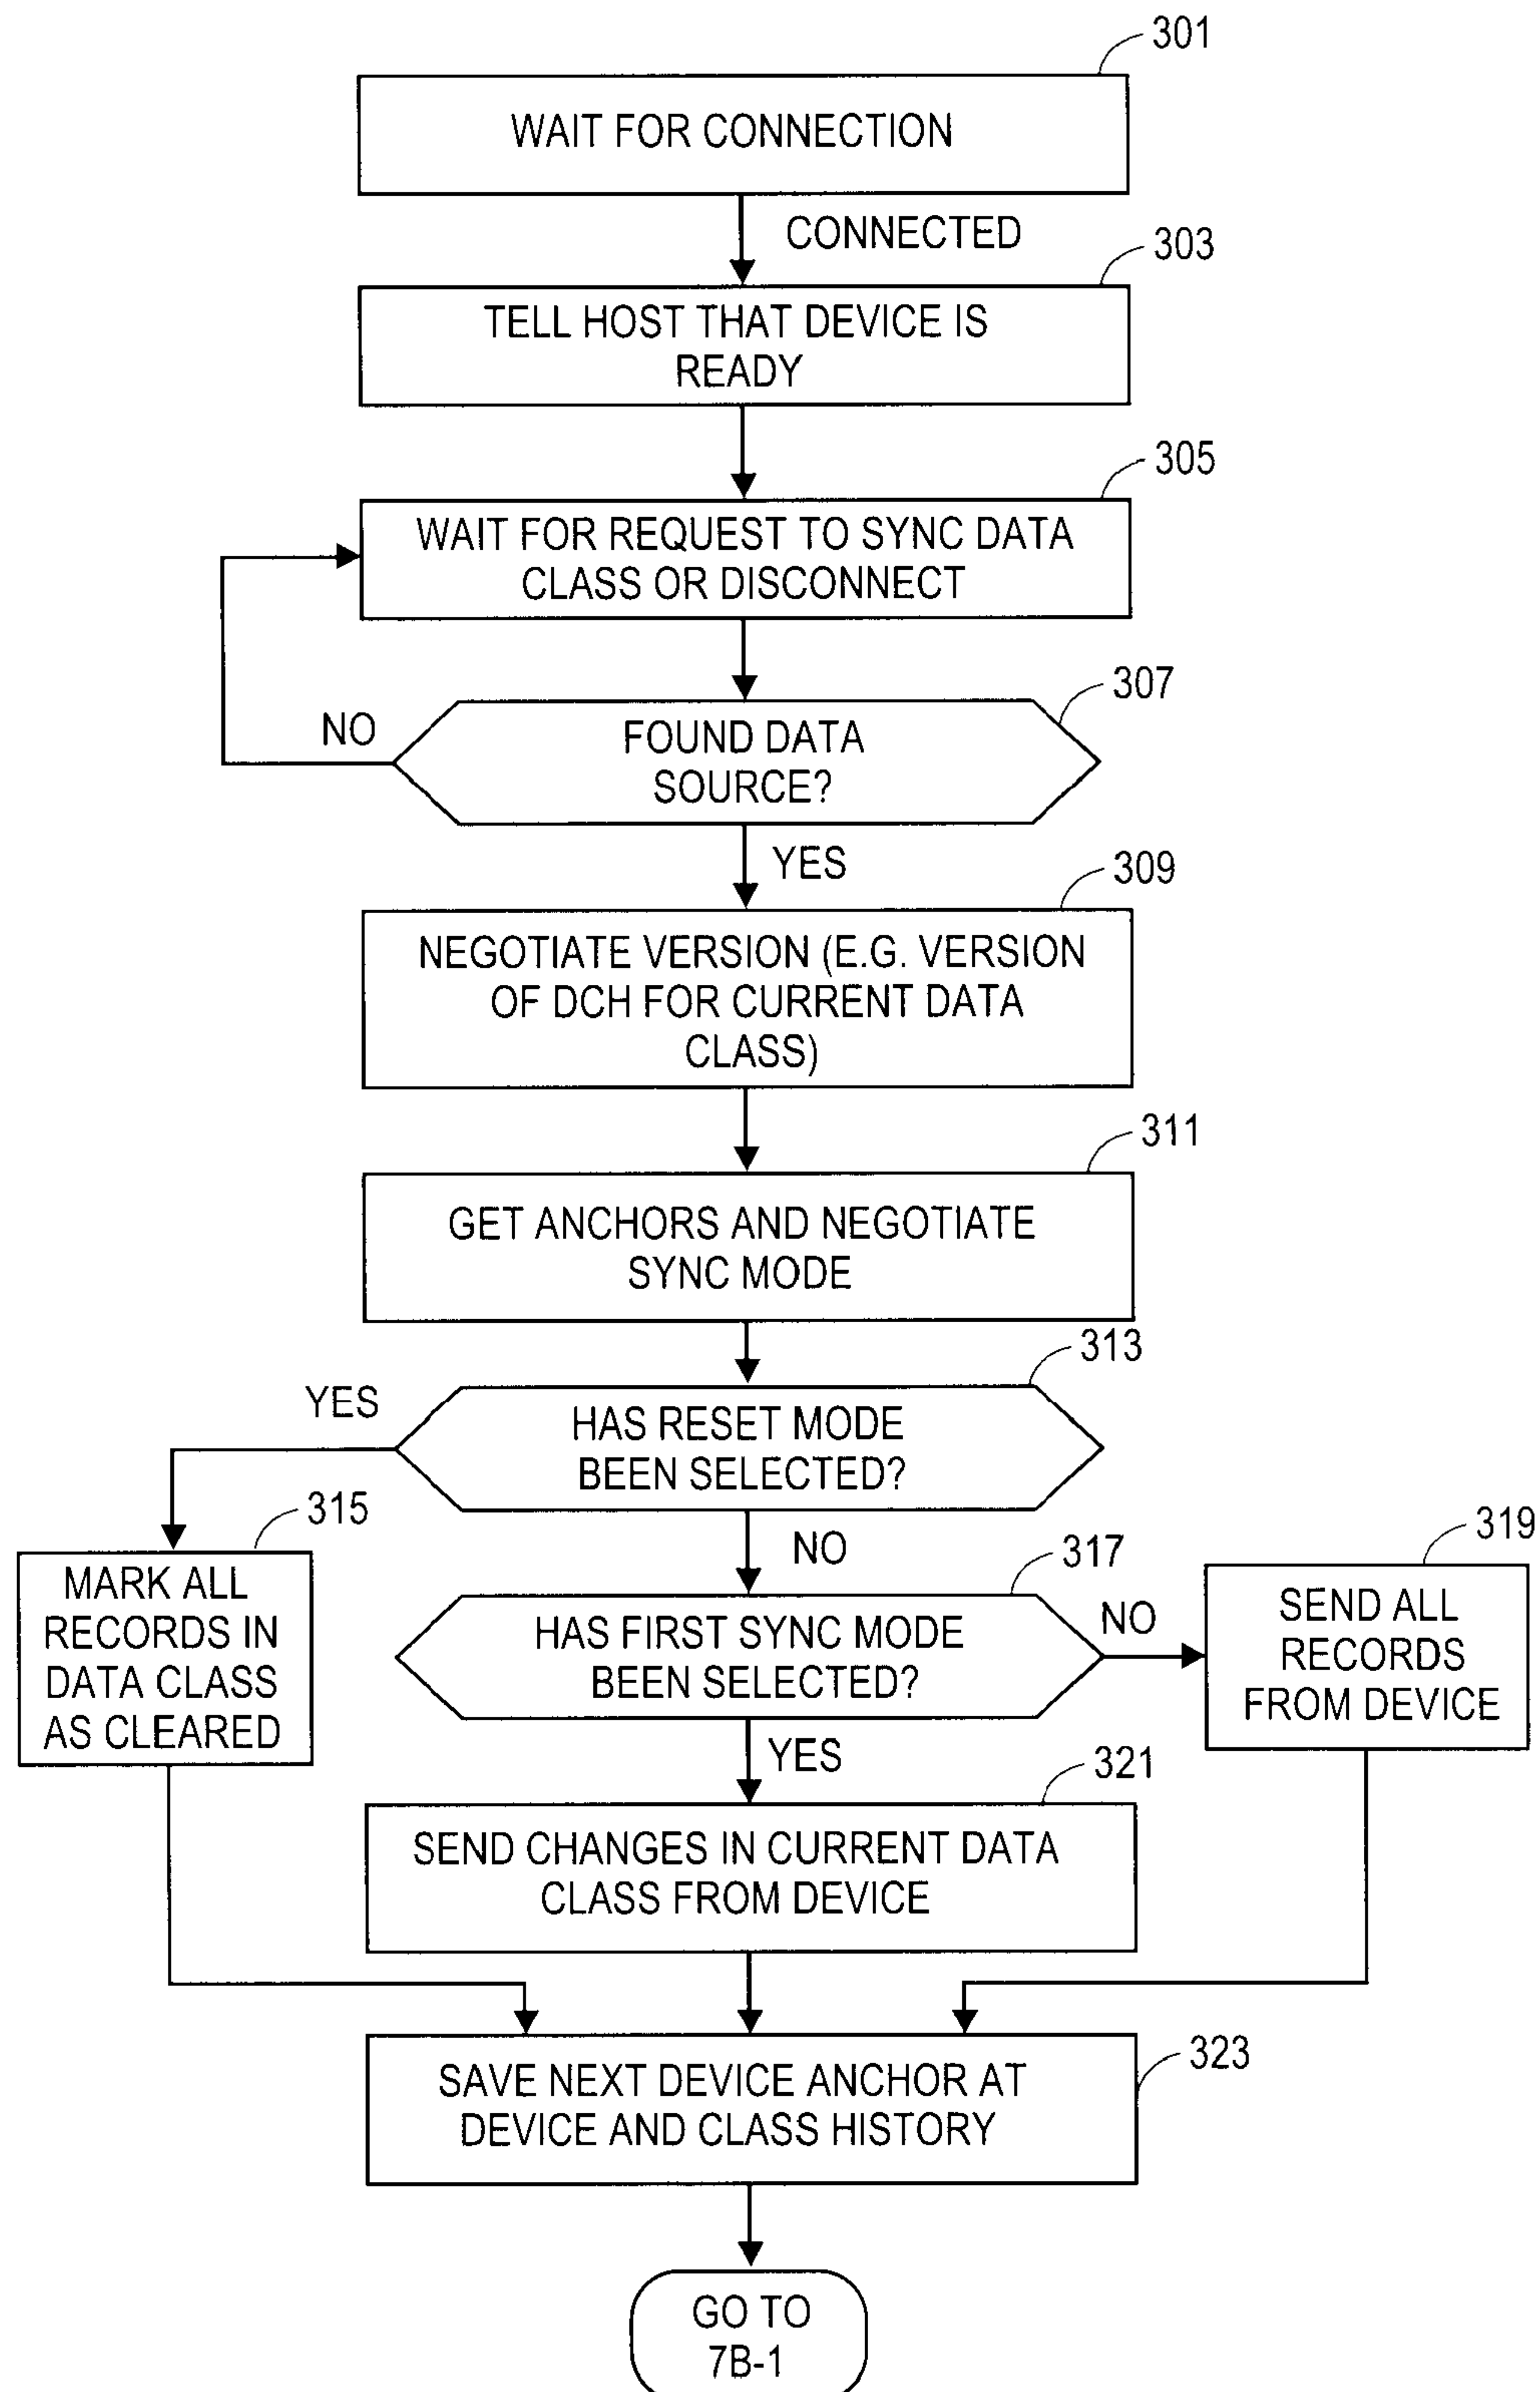 301
WAIT FOR CONNECTION
CONNECTED
303
TELL HOST THAT DEVICE IS
READY
305
WAIT FOR REQUEST TO SYNC DATA
CLASS OR DISCONNECT
307
NO
FOUND DATA
SOURCE?
YES
309
NEGOTIATE VERSION (E.G. VERSION
OF DCH FOR CURRENT DATA
CLASS)
311
GET ANCHORS AND NEGOTIATE
SYNC MODE
313
YES
HAS RESET MODE
BEEN SELECTED?
315
MARK ALL
RECORDS IN
DATA CLASS
AS CLEARED
NO
317
HAS FIRST SYNC MODE
BEEN SELECTED?
NO
319
SEND ALL
RECORDS
FROM DEVICE
YES
321
SEND CHANGES IN CURRENT DATA
CLASS FROM DEVICE
323
SAVE NEXT DEVICE ANCHOR AT
DEVICE AND CLASS HISTORY
GO TO
7B-1